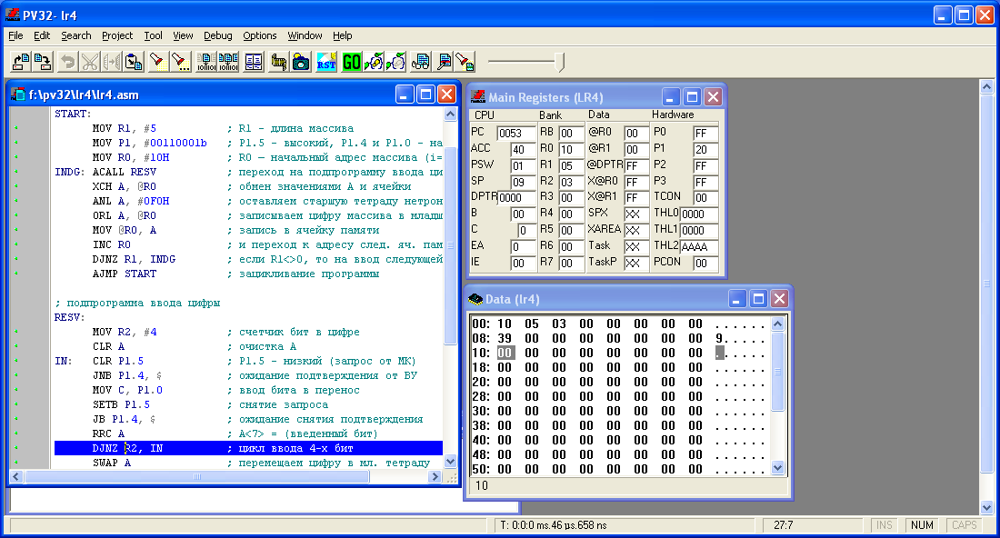 PV32- lr4
File Edit Search Project Tool View Debug Options Window Help
RST GO
f:\pv32\lr4\lr4.asm
START:
MOV R1, #5 ; R1 - длина массива
MOV P1, #00110001b ; P1.5 - высокий, P1.4 и P1.0 - на
MOV R0, #10H ; R0 — начальный адрес массива (i=
INDG: ACALL RESV ; переход на подпрограмму ввода ци
XCH A, @R0 ; обмен значениями А и ячейки
ANL A, #0F0H ; оставляем старшую тетраду нетрон
ORL A, @R0 ; записываем цифру массива в младш
MOV @R0, A ; запись в ячейку памяти
INC R0 ; и переход к адресу след. яч. пам
DJNZ R1, INDG ; если R1<>0, то на ввод следующей
AJMP START ; зацикливание программы
; подпрограмма ввода цифры
RESV:
MOV R2, #4 ; счетчик бит в цифре
CLR A ; очистка А
IN: CLR P1.5 ; P1.5 - низкий (запрос от МК)
JNB P1.4, $ ; ожидание подтверждения от ВУ
MOV C, P1.0 ; ввод бита в перенос
SETB P1.5 ; снятие запроса
JB P1.4, $ ; ожидание снятия подтверждения
RRC A ; A<7> = (введенный бит)
DJNZ R2, IN ; цикл ввода 4-х бит
SWAP A ; перемещаем цифру в мл. тетраду
Main Registers (LR4)
CPU Bank Data Hardware
PC 0053 RB 00 @R0 00 P0 FF
ACC 40 R0 10 @R1 00 P1 20
PSW 01 R1 05 @DPTR FF P2 FF
SP 09 R2 03 X@R0 FF P3 FF
DPTR 0000 R3 00 X@R1 FF TCON 00
B 00 R4 00 SPX XX THL0 0000
C 0 R5 00 XAREA XX THL1 0000
EA 0 R6 00 Task XX THL2 AAAA
IE 00 R7 00 TaskP XX PCON 00
Data (lr4)
00: 10 05 03 00 00 00 00 00 ......
08: 39 00 00 00 00 00 00 00 9.....
10: 00 00 00 00 00 00 00 00 ......
18: 00 00 00 00 00 00 00 00 ......
20: 00 00 00 00 00 00 00 00 ......
28: 00 00 00 00 00 00 00 00 ......
30: 00 00 00 00 00 00 00 00 ......
38: 00 00 00 00 00 00 00 00 ......
40: 00 00 00 00 00 00 00 00 ......
48: 00 00 00 00 00 00 00 00 ......
50: 00 00 00 00 00 00 00 00 ......
10
T: 0:0:0 ms.46 µs.658 ns 27:7 INS NUM CAPS